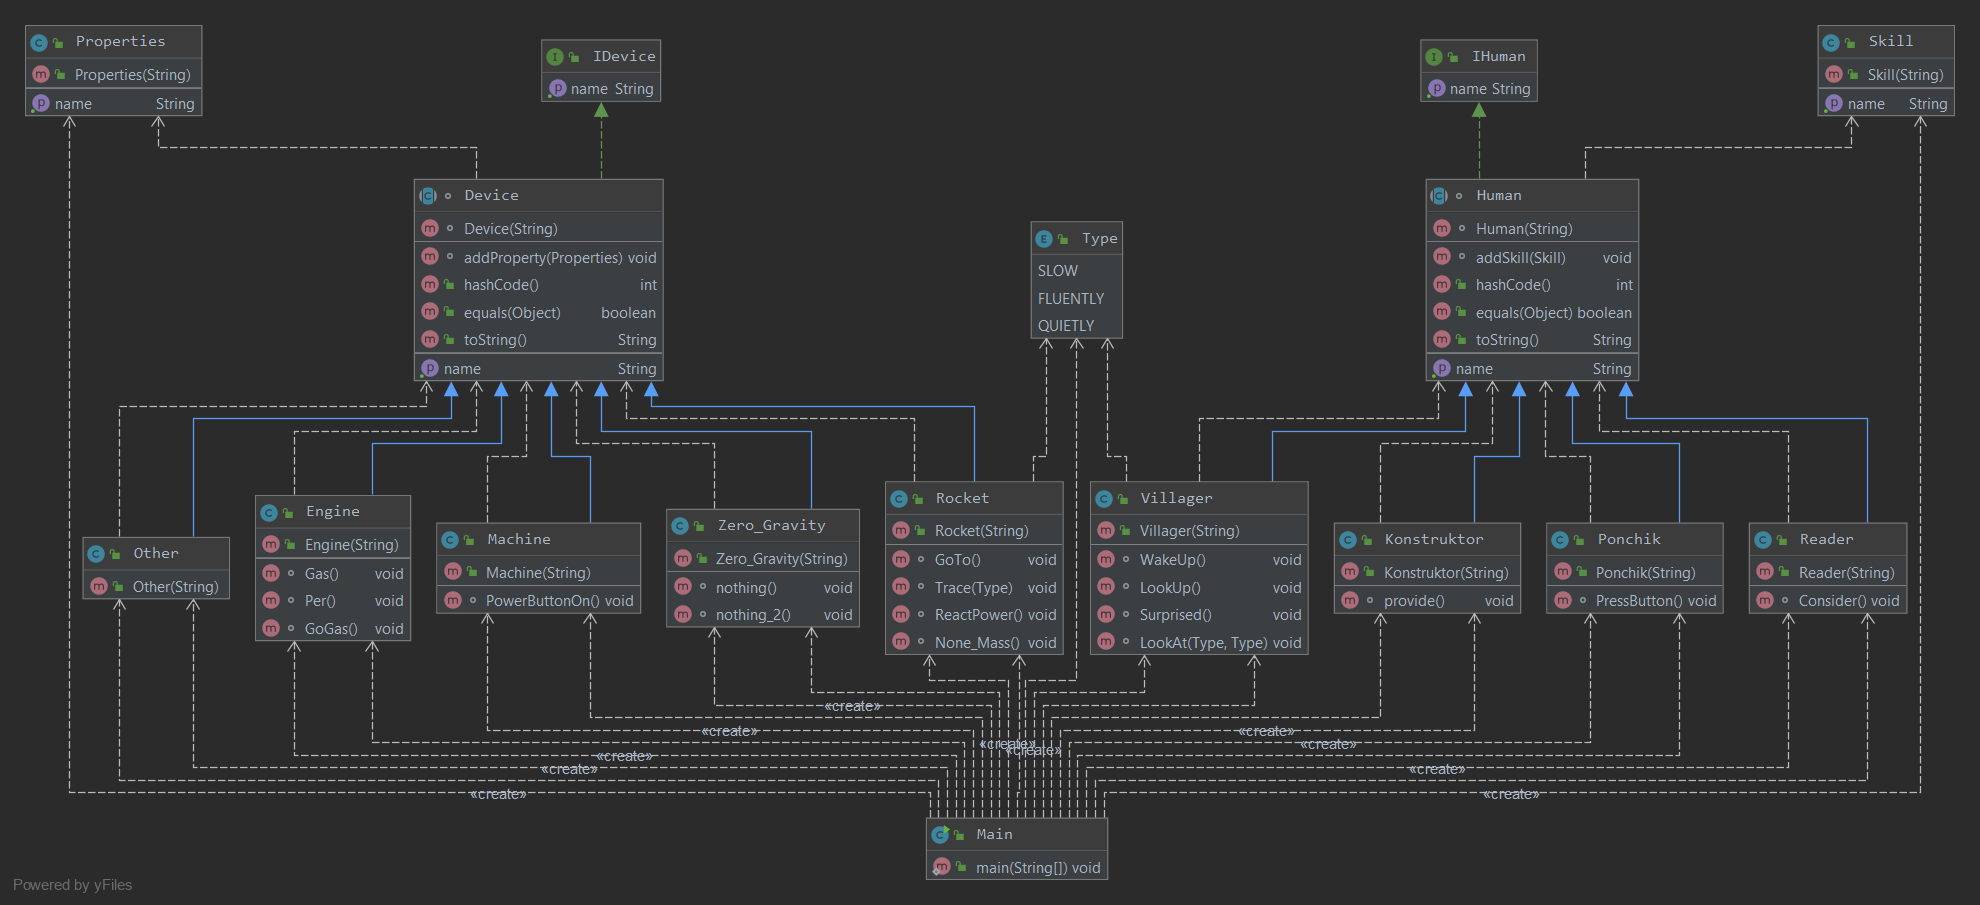 Properties
Properties(String)
name String
IDevice
name String
IHuman
name String
Skill
Skill(String)
name String
Device
Device(String)
addProperty(Properties) void
hashCode() int
equals(Object) boolean
toString() String
name String
Type
SLOW
FLUENTLY
QUIETLY
Human
Human(String)
addSkill(Skill) void
hashCode() int
equals(Object) boolean
toString() String
name String
Other
Other(String)
Engine
Engine(String)
Gas() void
Per() void
GoGas() void
Machine
Machine(String)
PowerButtonOn() void
Zero_Gravity
Zero_Gravity(String)
nothing() void
nothing_2() void
Rocket
Rocket(String)
GoTo() void
Trace(Type) void
ReactPower() void
None_Mass() void
Villager
Villager(String)
WakeUp() void
LookUp() void
Surprised() void
LookAt(Type, Type) void
Konstruktor
Konstruktor(String)
provide() void
Ponchik
Ponchik(String)
PressButton() void
Reader
Reader(String)
Consider() void
«create»
«create»
«create»
«create»
«create»
«create»
«create»
«create»
«create»
«create»
«create»
Main
main(String[]) void
Powered by yFiles